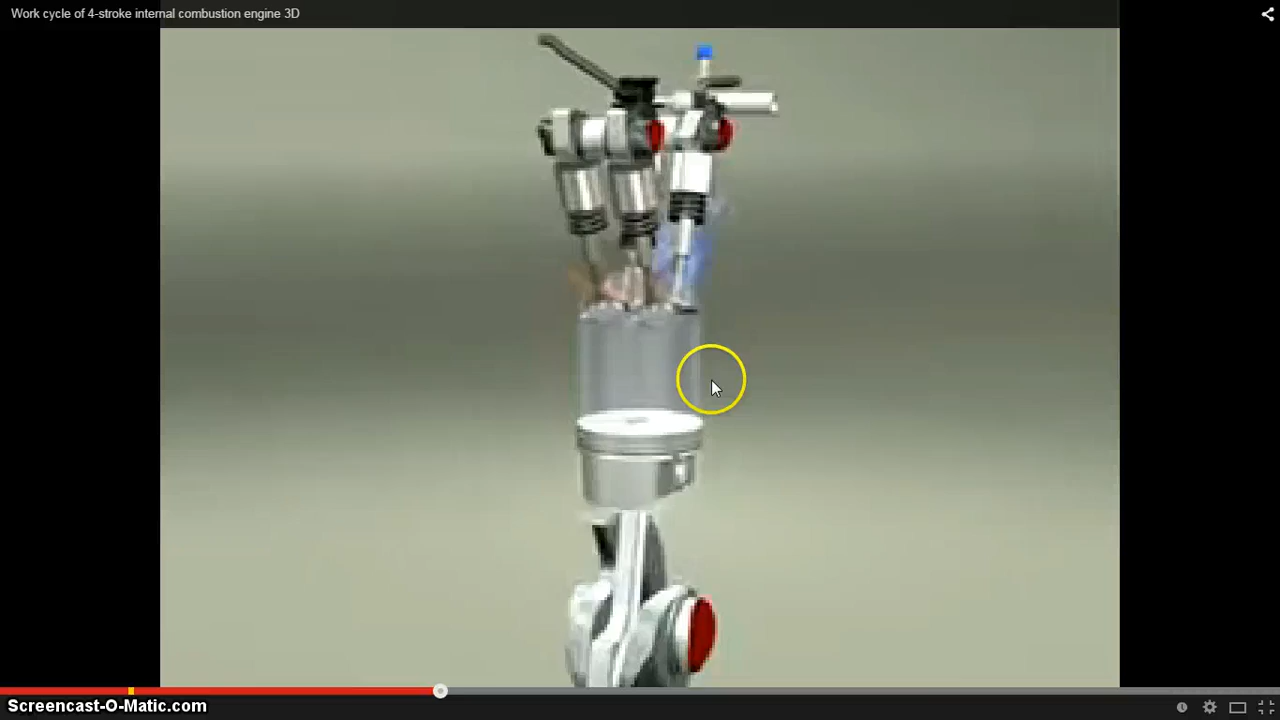 Work cycle of 4-stroke internal combustion engine 3D
Screencast-O-Matic.com